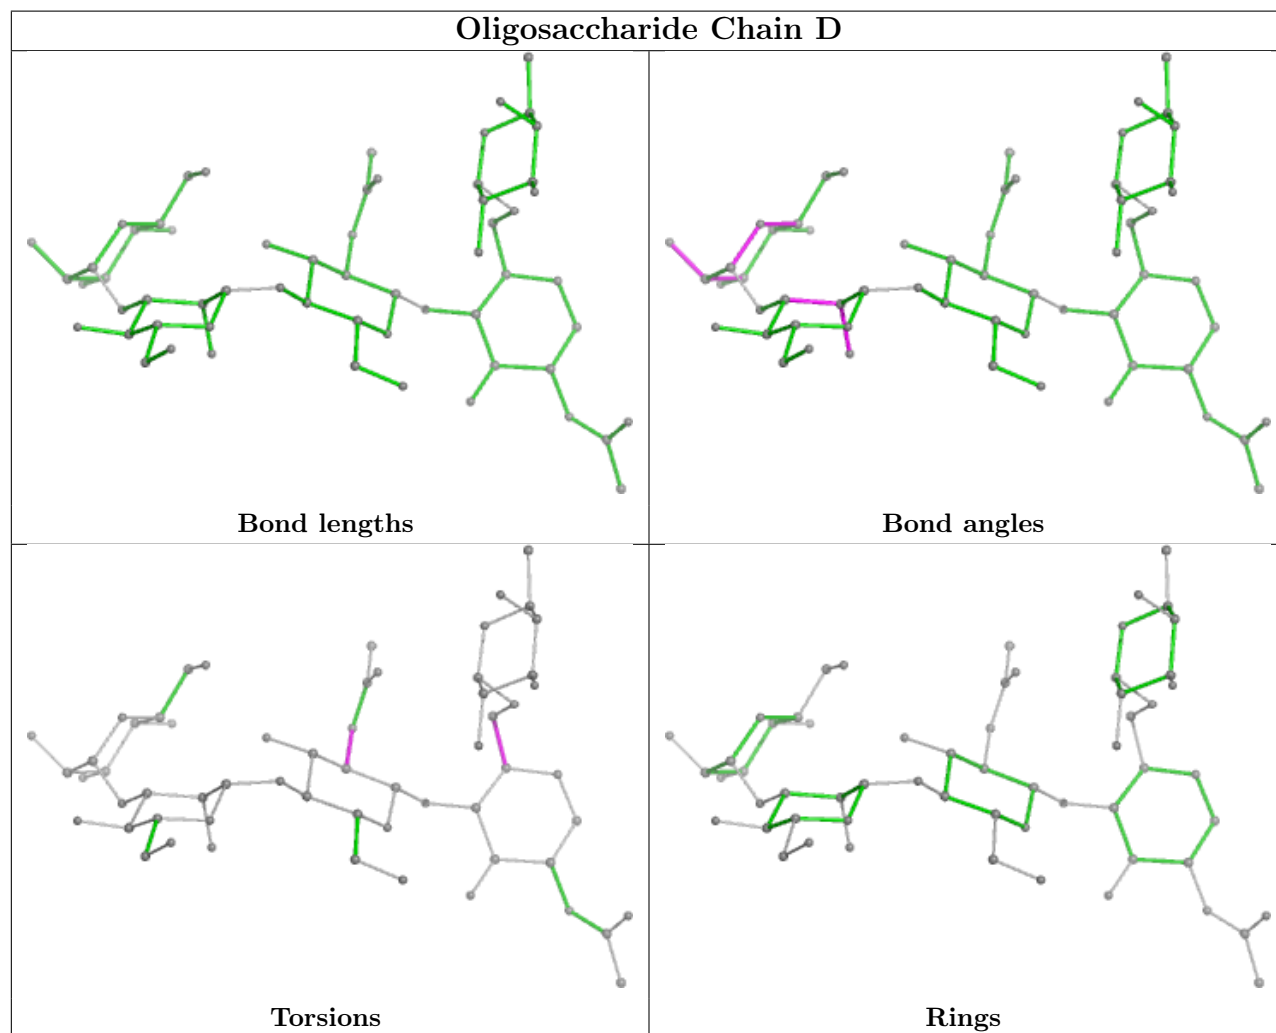 Oligosaccharide Chain D
Bond lengths
Bond angles
Torsions
Rings